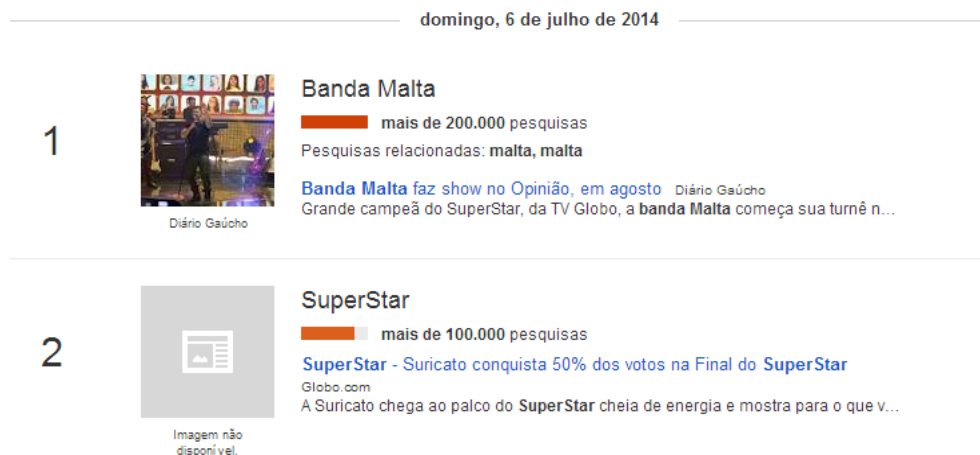 domingo, 6 de julho de 2014
1
Banda Malta
mais de 200.000 pesquisas
Pesquisas relacionadas: malta, malta
Banda Malta faz show no Opinião, em agosto Diário Gaúcho
Grande campeã do SuperStar, da TV Globo, a banda Malta começa sua turnê n...
Diário Gaúcho
2
SuperStar
mais de 100.000 pesquisas
SuperStar - Suricato conquista 50% dos votos na Final do SuperStar
Globo.com
A Suricato chega ao palco do SuperStar cheia de energia e mostra para o que v...
Imagem não
disponível.